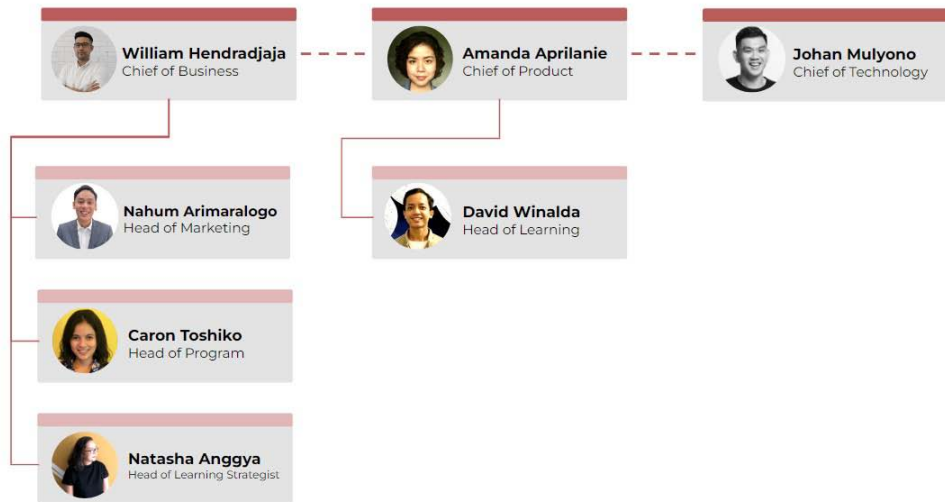 William Hendradjaja
Chief of Business
Amanda Aprilanie
Chief of Product
Johan Mulyono
Chief of Technology
Nahum Arimaralogo
Head of Marketing
David Winalda
Head of Learning
Caron Toshiko
Head of Program
Natasha Anggya
Head of Learning Strategist